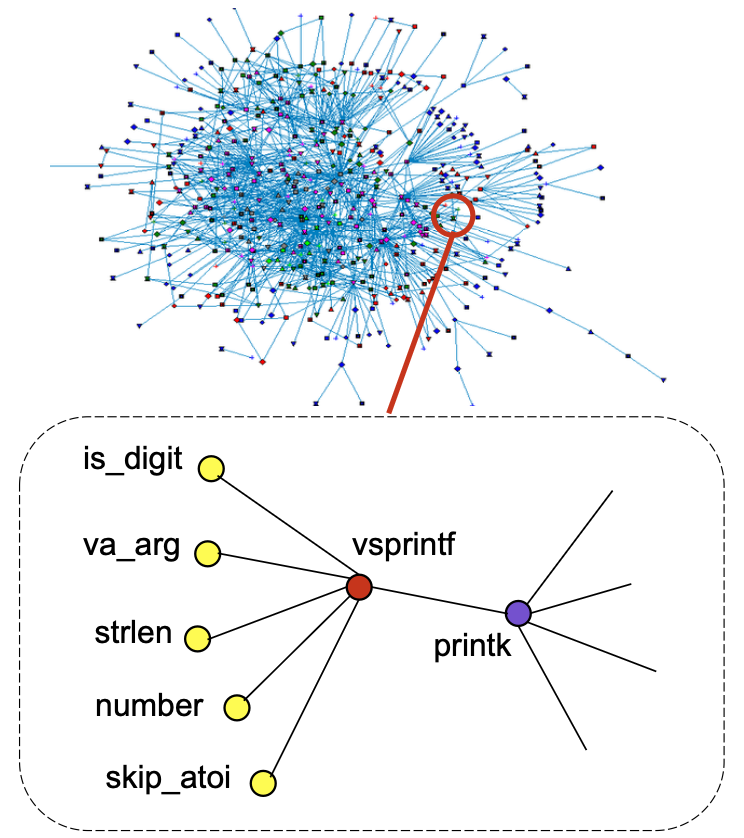 is_digit
va_arg
vsprintf
strlen
printk
number
skip_atoi